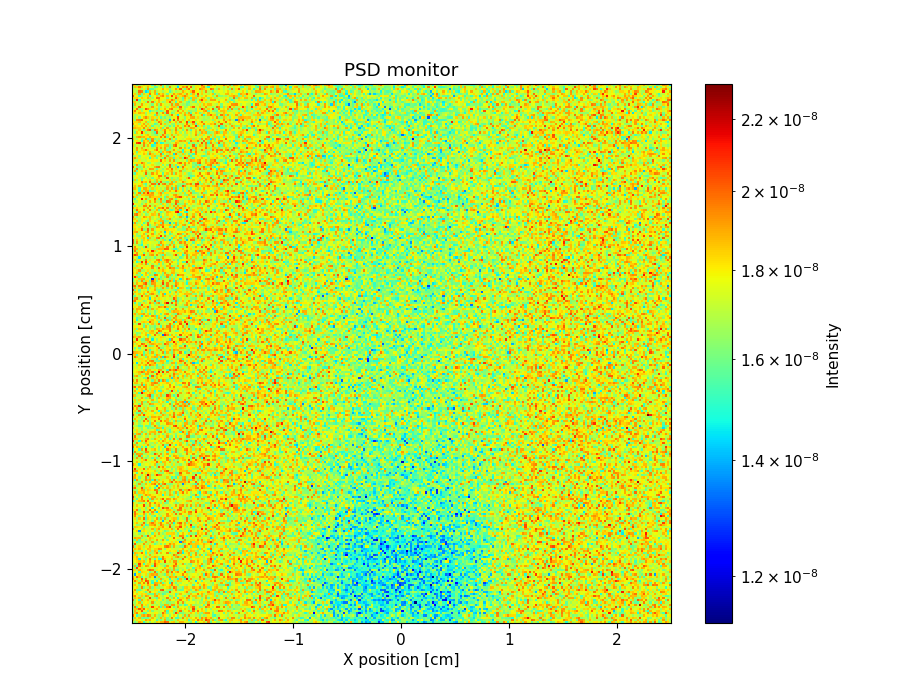 PSD monitor
Y position [cm]
2
1
0
−1
−2
−2
−1
0
1
2
X position [cm]
2.2 × 10⁻⁸
2 × 10⁻⁸
1.8 × 10⁻⁸
1.6 × 10⁻⁸
1.4 × 10⁻⁸
1.2 × 10⁻⁸
Intensity